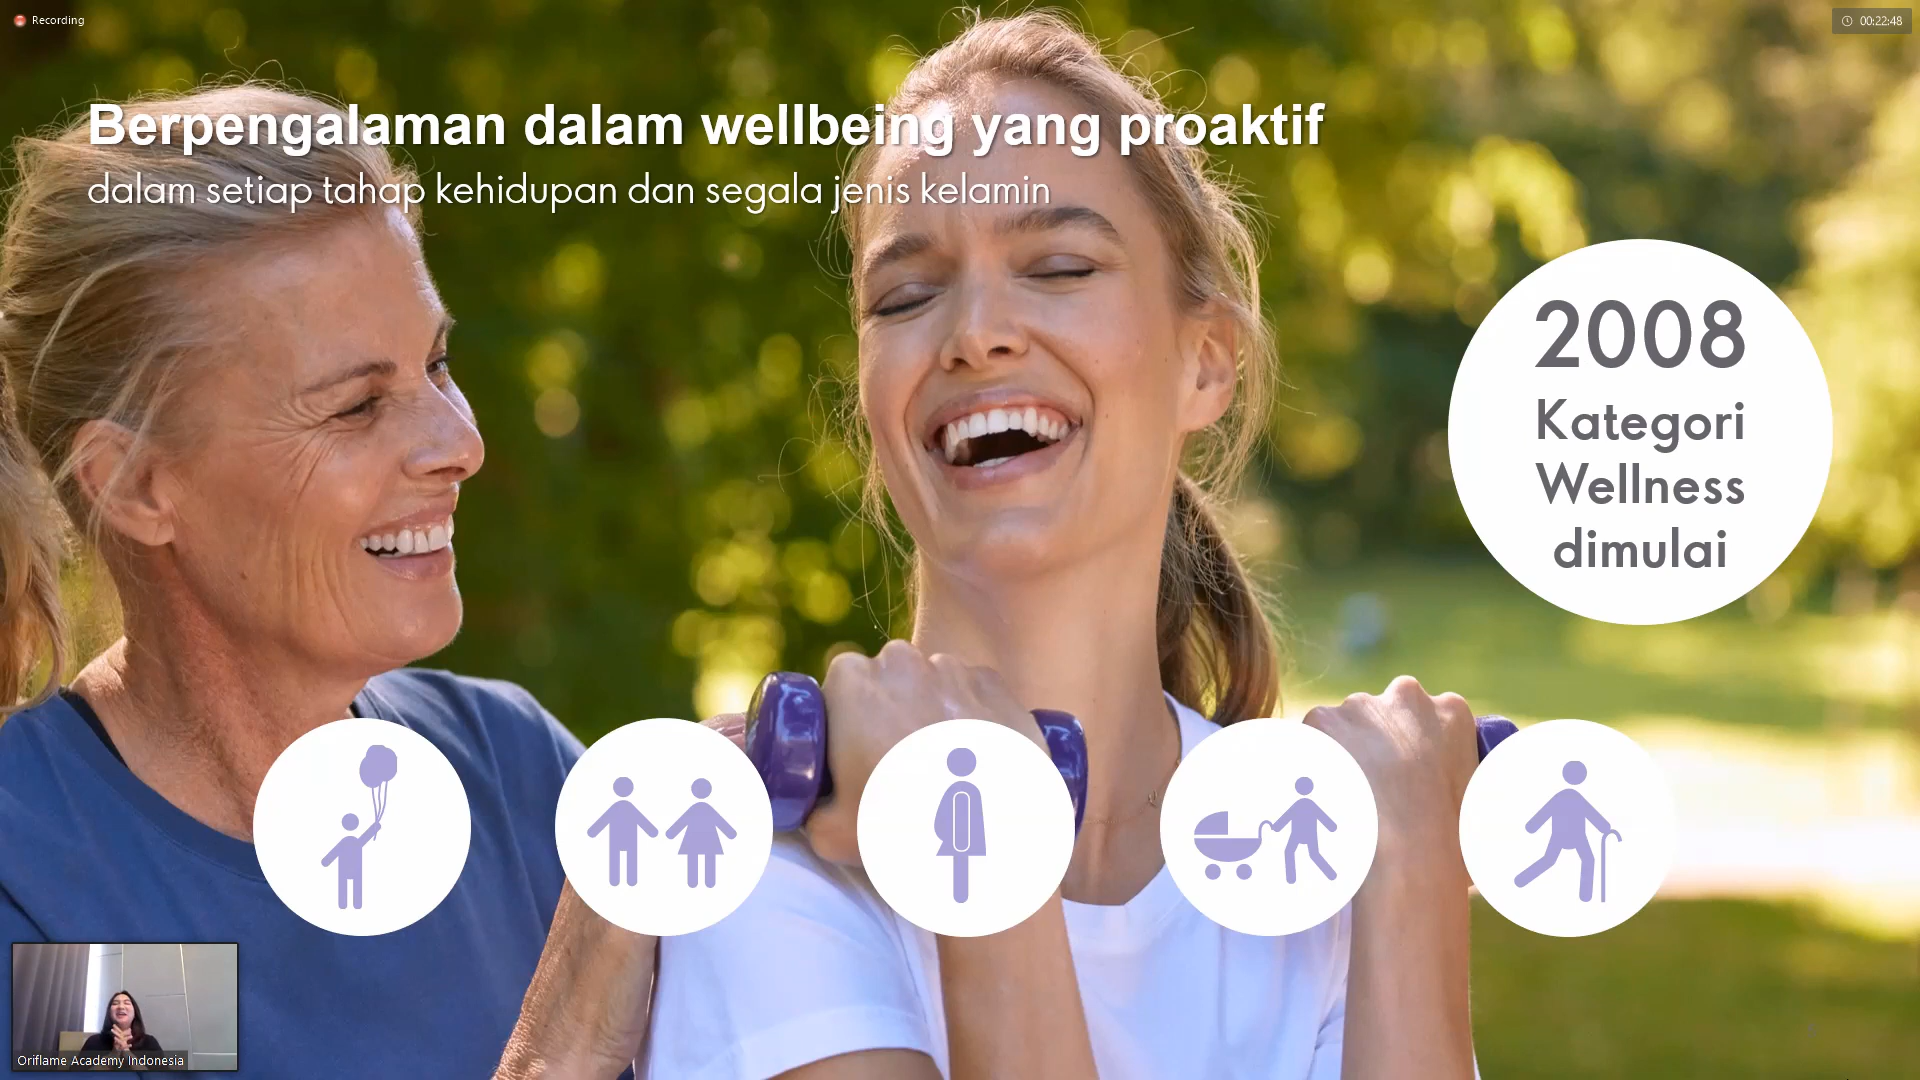 Recording
00:22:48
Berpengalaman dalam wellbeing yang proaktif
dalam setiap tahap kehidupan dan segala jenis kelamin
2008
Kategori
Wellness
dimulai
Oriflame Academy Indonesia